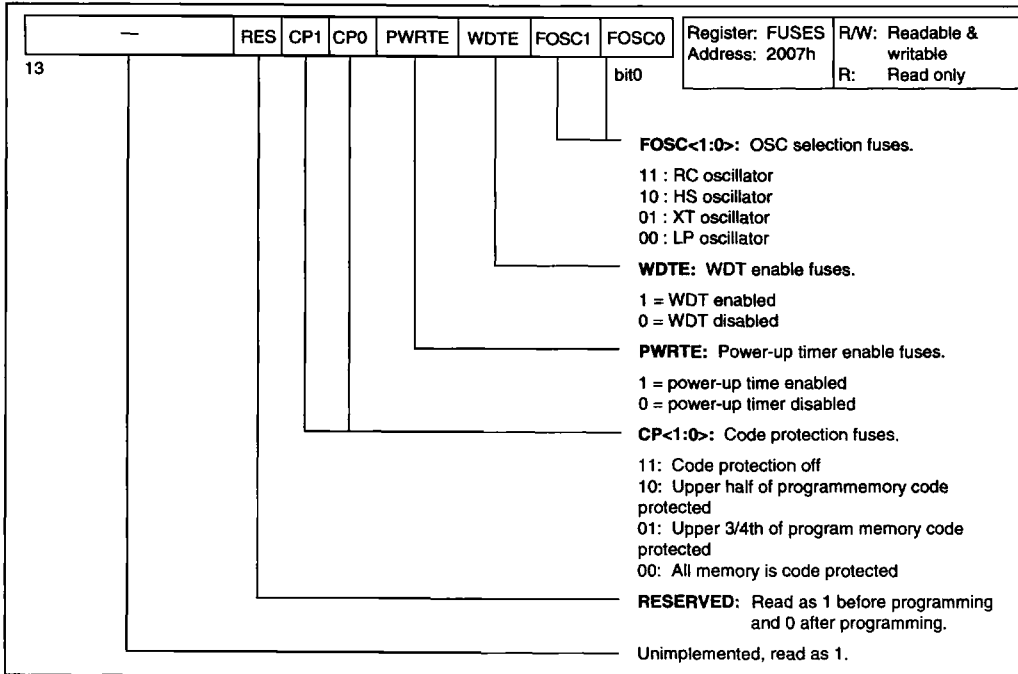 — RES CP1 CP0 PWRTE WDTE FOSC1 FOSC0
13 bit0
Register: FUSES
Address: 2007h
R/W: Readable &
writable
R: Read only
FOSC<1:0>: OSC selection fuses.
11 : RC oscillator
10 : HS oscillator
01 : XT oscillator
00 : LP oscillator
WDTE: WDT enable fuses.
1 = WDT enabled
0 = WDT disabled
PWRTE: Power-up timer enable fuses.
1 = power-up time enabled
0 = power-up timer disabled
CP<1:0>: Code protection fuses.
11: Code protection off
10: Upper half of programmemory code
protected
01: Upper 3/4th of program memory code
protected
00: All memory is code protected
RESERVED: Read as 1 before programming
and 0 after programming.
Unimplemented, read as 1.